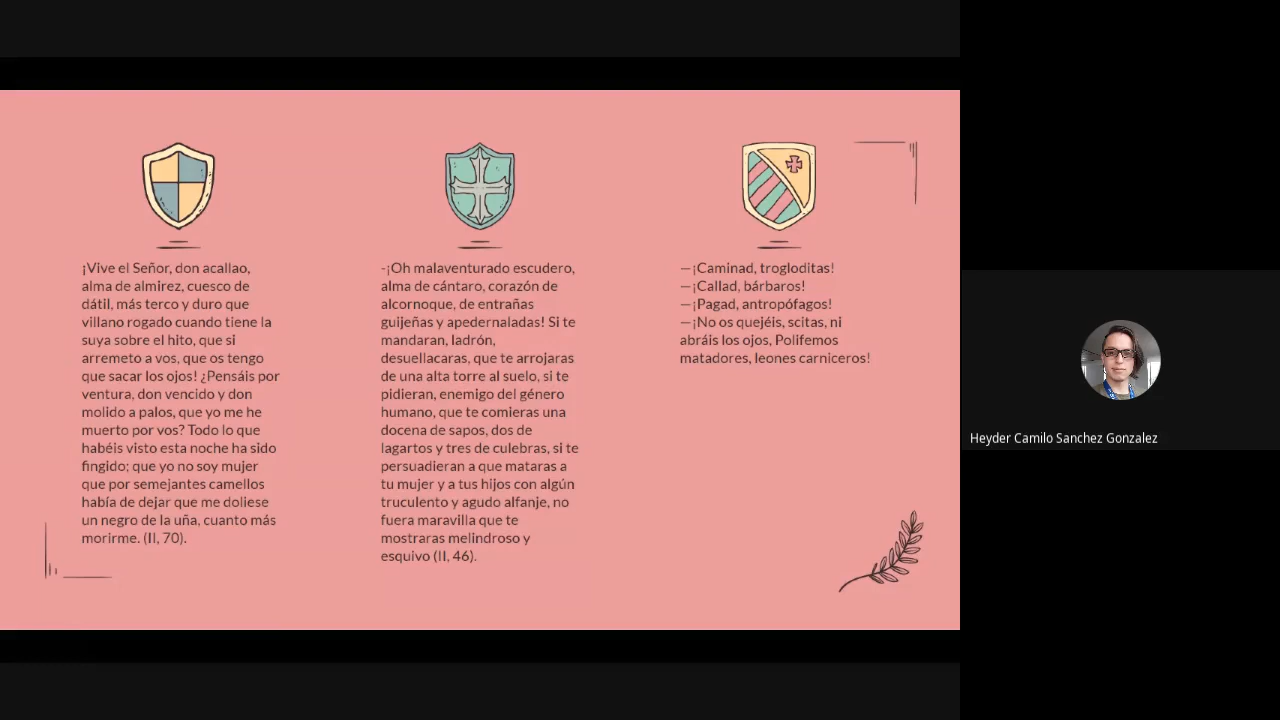 ¡Vive el Señor, don acallao,
alma de almirez, cuesco de
dátil, más terco y duro que
villano rogado cuando tiene la
suya sobre el hito, que si
arremeto a vos, que os tengo
que sacar los ojos! ¿Pensáis por
ventura, don vencido y don
molido a palos, que yo me he
muerto por vos? Todo lo que
habéis visto esta noche ha sido
fingido; que yo no soy mujer
que por semejantes camellos
había de dejar que me doliese
un negro de la uña, cuanto más
morirme. (II, 70).
-¡Oh malaventurado escudero,
alma de cántaro, corazón de
alcornoque, de entrañas
guijeñas y apedernaladas! Si te
mandaran, ladrón,
desuellacaras, que te arrojaras
de una alta torre al suelo, si te
pidieran, enemigo del género
humano, que te comieras una
docena de sapos, dos de
lagartos y tres de culebras, si te
persuadieran a que mataras a
tu mujer y a tus hijos con algún
truculento y agudo alfanje, no
fuera maravilla que te
mostraras melindroso y
esquivo (II, 46).
—¡Caminad, trogloditas!
—¡Callad, bárbaros!
—¡Pagad, antropófagos!
—¡No os quejéis, scitas, ni
abráis los ojos, Polifemos
matadores, leones carniceros!
Heyder Camilo Sanchez Gonzalez